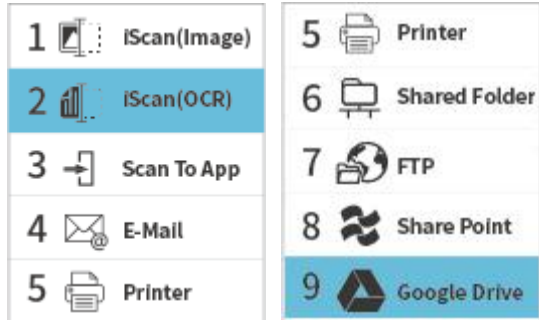 1 iScan(Image)
2 iScan(OCR)
3 Scan To App
4 E-Mail
5 Printer
5 Printer
6 Shared Folder
7 FTP
8 Share Point
9 Google Drive